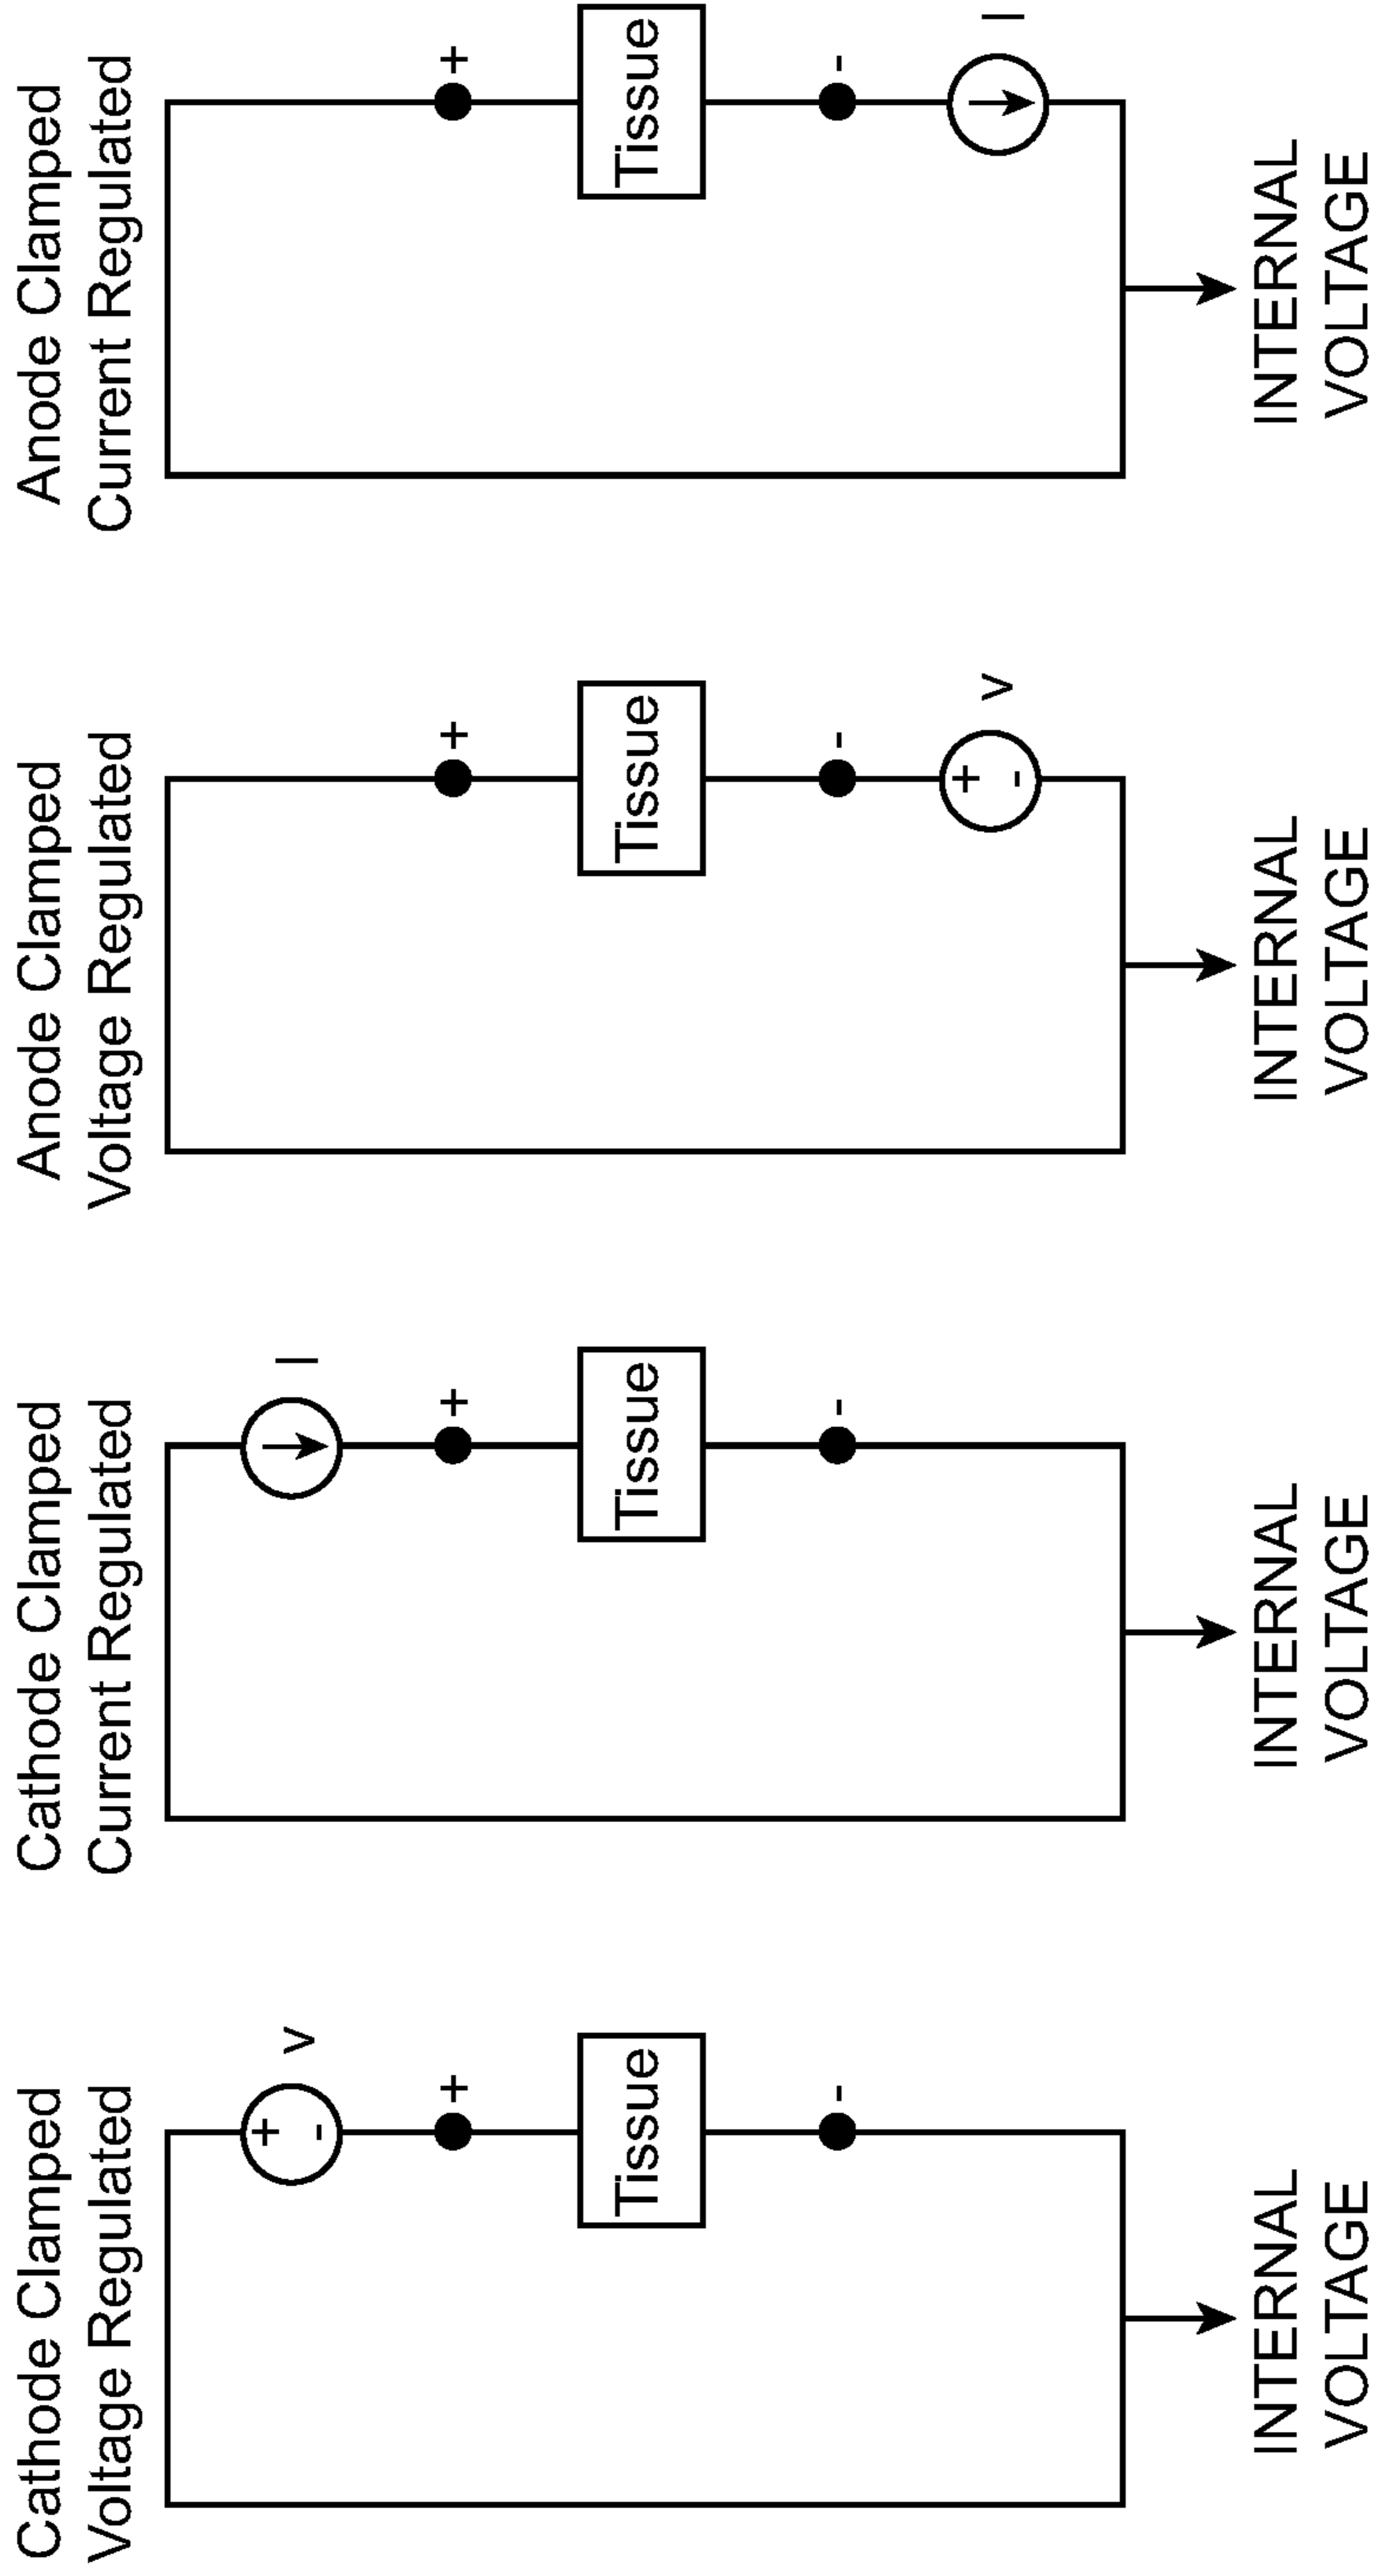 Cathode Clamped
Voltage Regulated
+
-
v
+
Tissue
-
INTERNAL
VOLTAGE
Cathode Clamped
Current Regulated
I
+
Tissue
-
INTERNAL
VOLTAGE
Anode Clamped
Voltage Regulated
+
Tissue
-
+
-
v
INTERNAL
VOLTAGE
Anode Clamped
Current Regulated
+
Tissue
-
I
INTERNAL
VOLTAGE